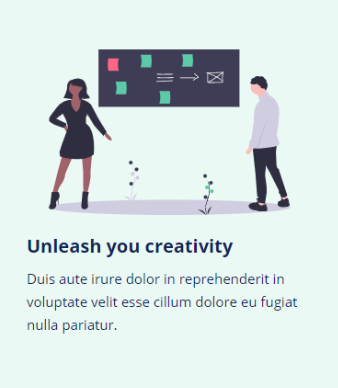 Unleash you creativity
Duis aute irure dolor in reprehenderit in
voluptate velit esse cillum dolore eu fugiat
nulla pariatur.